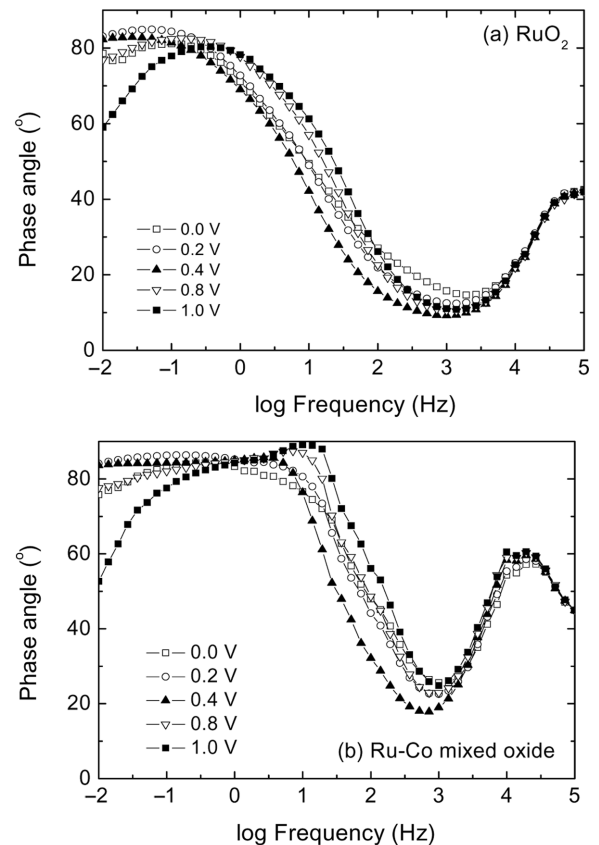 (a) RuO₂
Phase angle (°)
80
60
40
20
0
0.0 V
0.2 V
0.4 V
0.8 V
1.0 V
−2 −1 0 1 2 3 4 5
log Frequency (Hz)
Phase angle (°)
80
60
40
20
0
0.0 V
0.2 V
0.4 V
0.8 V
1.0 V
(b) Ru-Co mixed oxide
−2 −1 0 1 2 3 4 5
log Frequency (Hz)